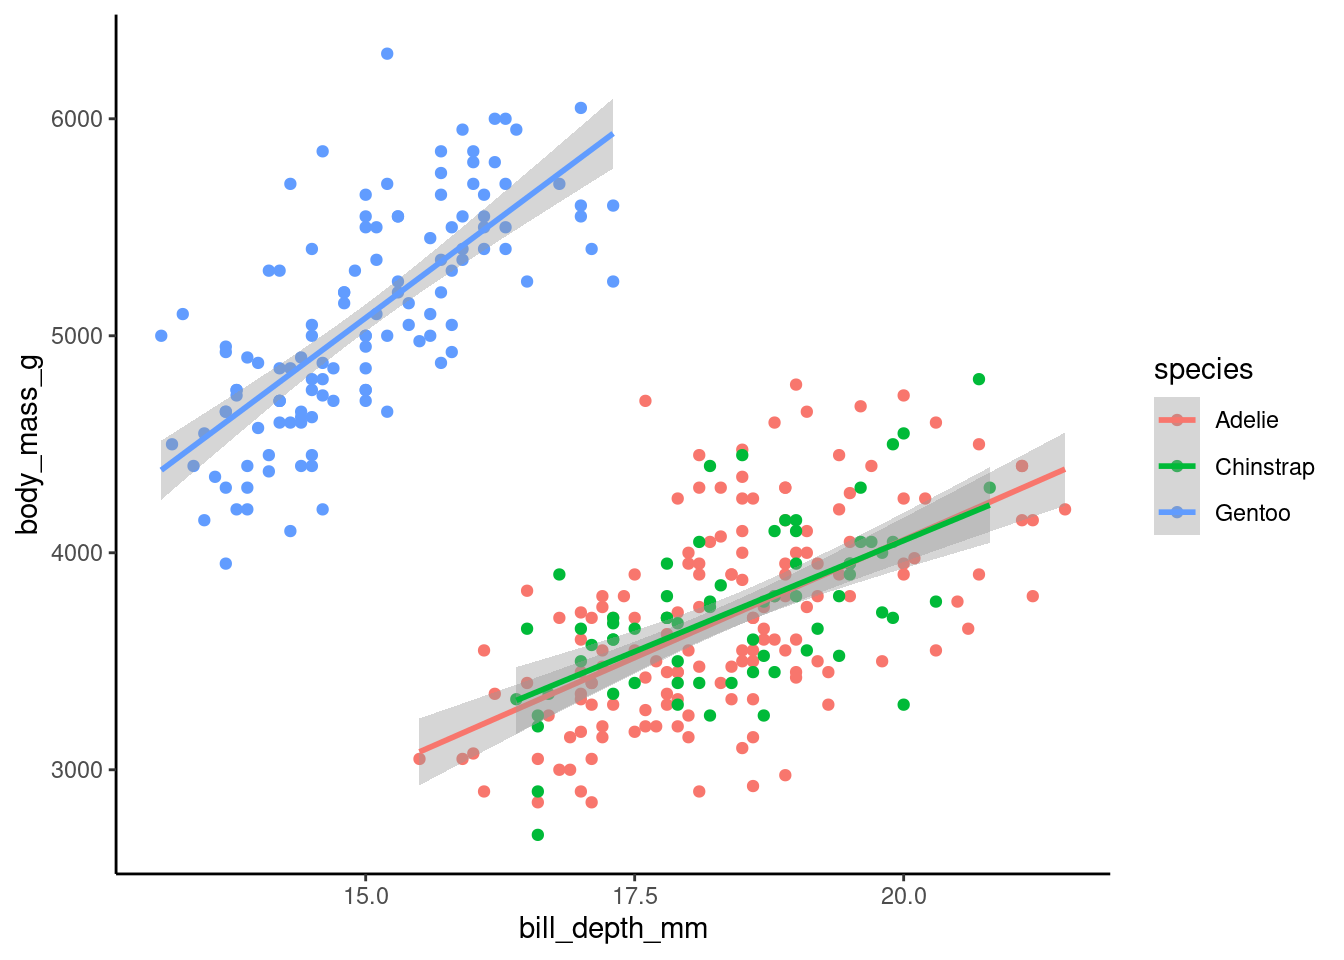 6000
5000
4000
3000
body_mass_g
15.0
17.5
20.0
bill_depth_mm
species
Adelie
Chinstrap
Gentoo